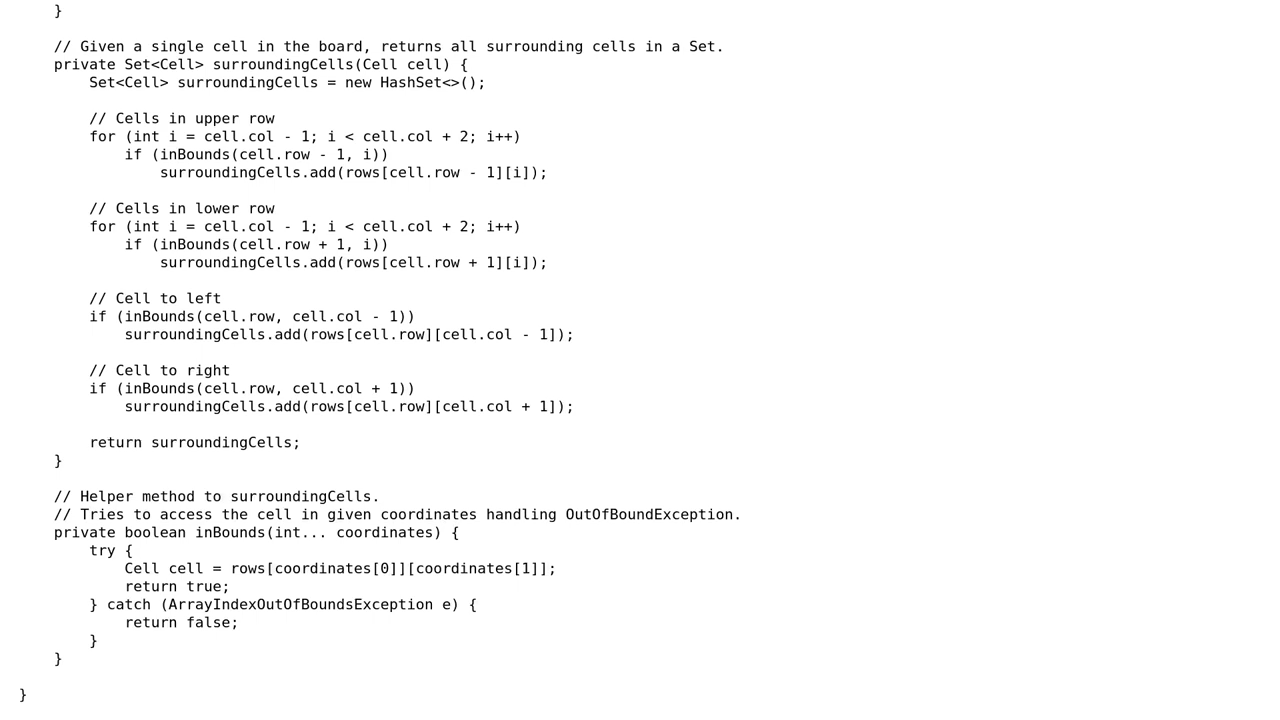 }

    // Given a single cell in the board, returns all surrounding cells in a Set.
    private Set<Cell> surroundingCells(Cell cell) {
        Set<Cell> surroundingCells = new HashSet<>();

        // Cells in upper row
        for (int i = cell.col - 1; i < cell.col + 2; i++)
            if (inBounds(cell.row - 1, i))
                surroundingCells.add(rows[cell.row - 1][i]);

        // Cells in lower row
        for (int i = cell.col - 1; i < cell.col + 2; i++)
            if (inBounds(cell.row + 1, i))
                surroundingCells.add(rows[cell.row + 1][i]);

        // Cell to left
        if (inBounds(cell.row, cell.col - 1))
            surroundingCells.add(rows[cell.row][cell.col - 1]);

        // Cell to right
        if (inBounds(cell.row, cell.col + 1))
            surroundingCells.add(rows[cell.row][cell.col + 1]);

        return surroundingCells;
    }

    // Helper method to surroundingCells.
    // Tries to access the cell in given coordinates handling OutOfBoundException.
    private boolean inBounds(int... coordinates) {
        try {
            Cell cell = rows[coordinates[0]][coordinates[1]];
            return true;
        } catch (ArrayIndexOutOfBoundsException e) {
            return false;
        }
    }

}